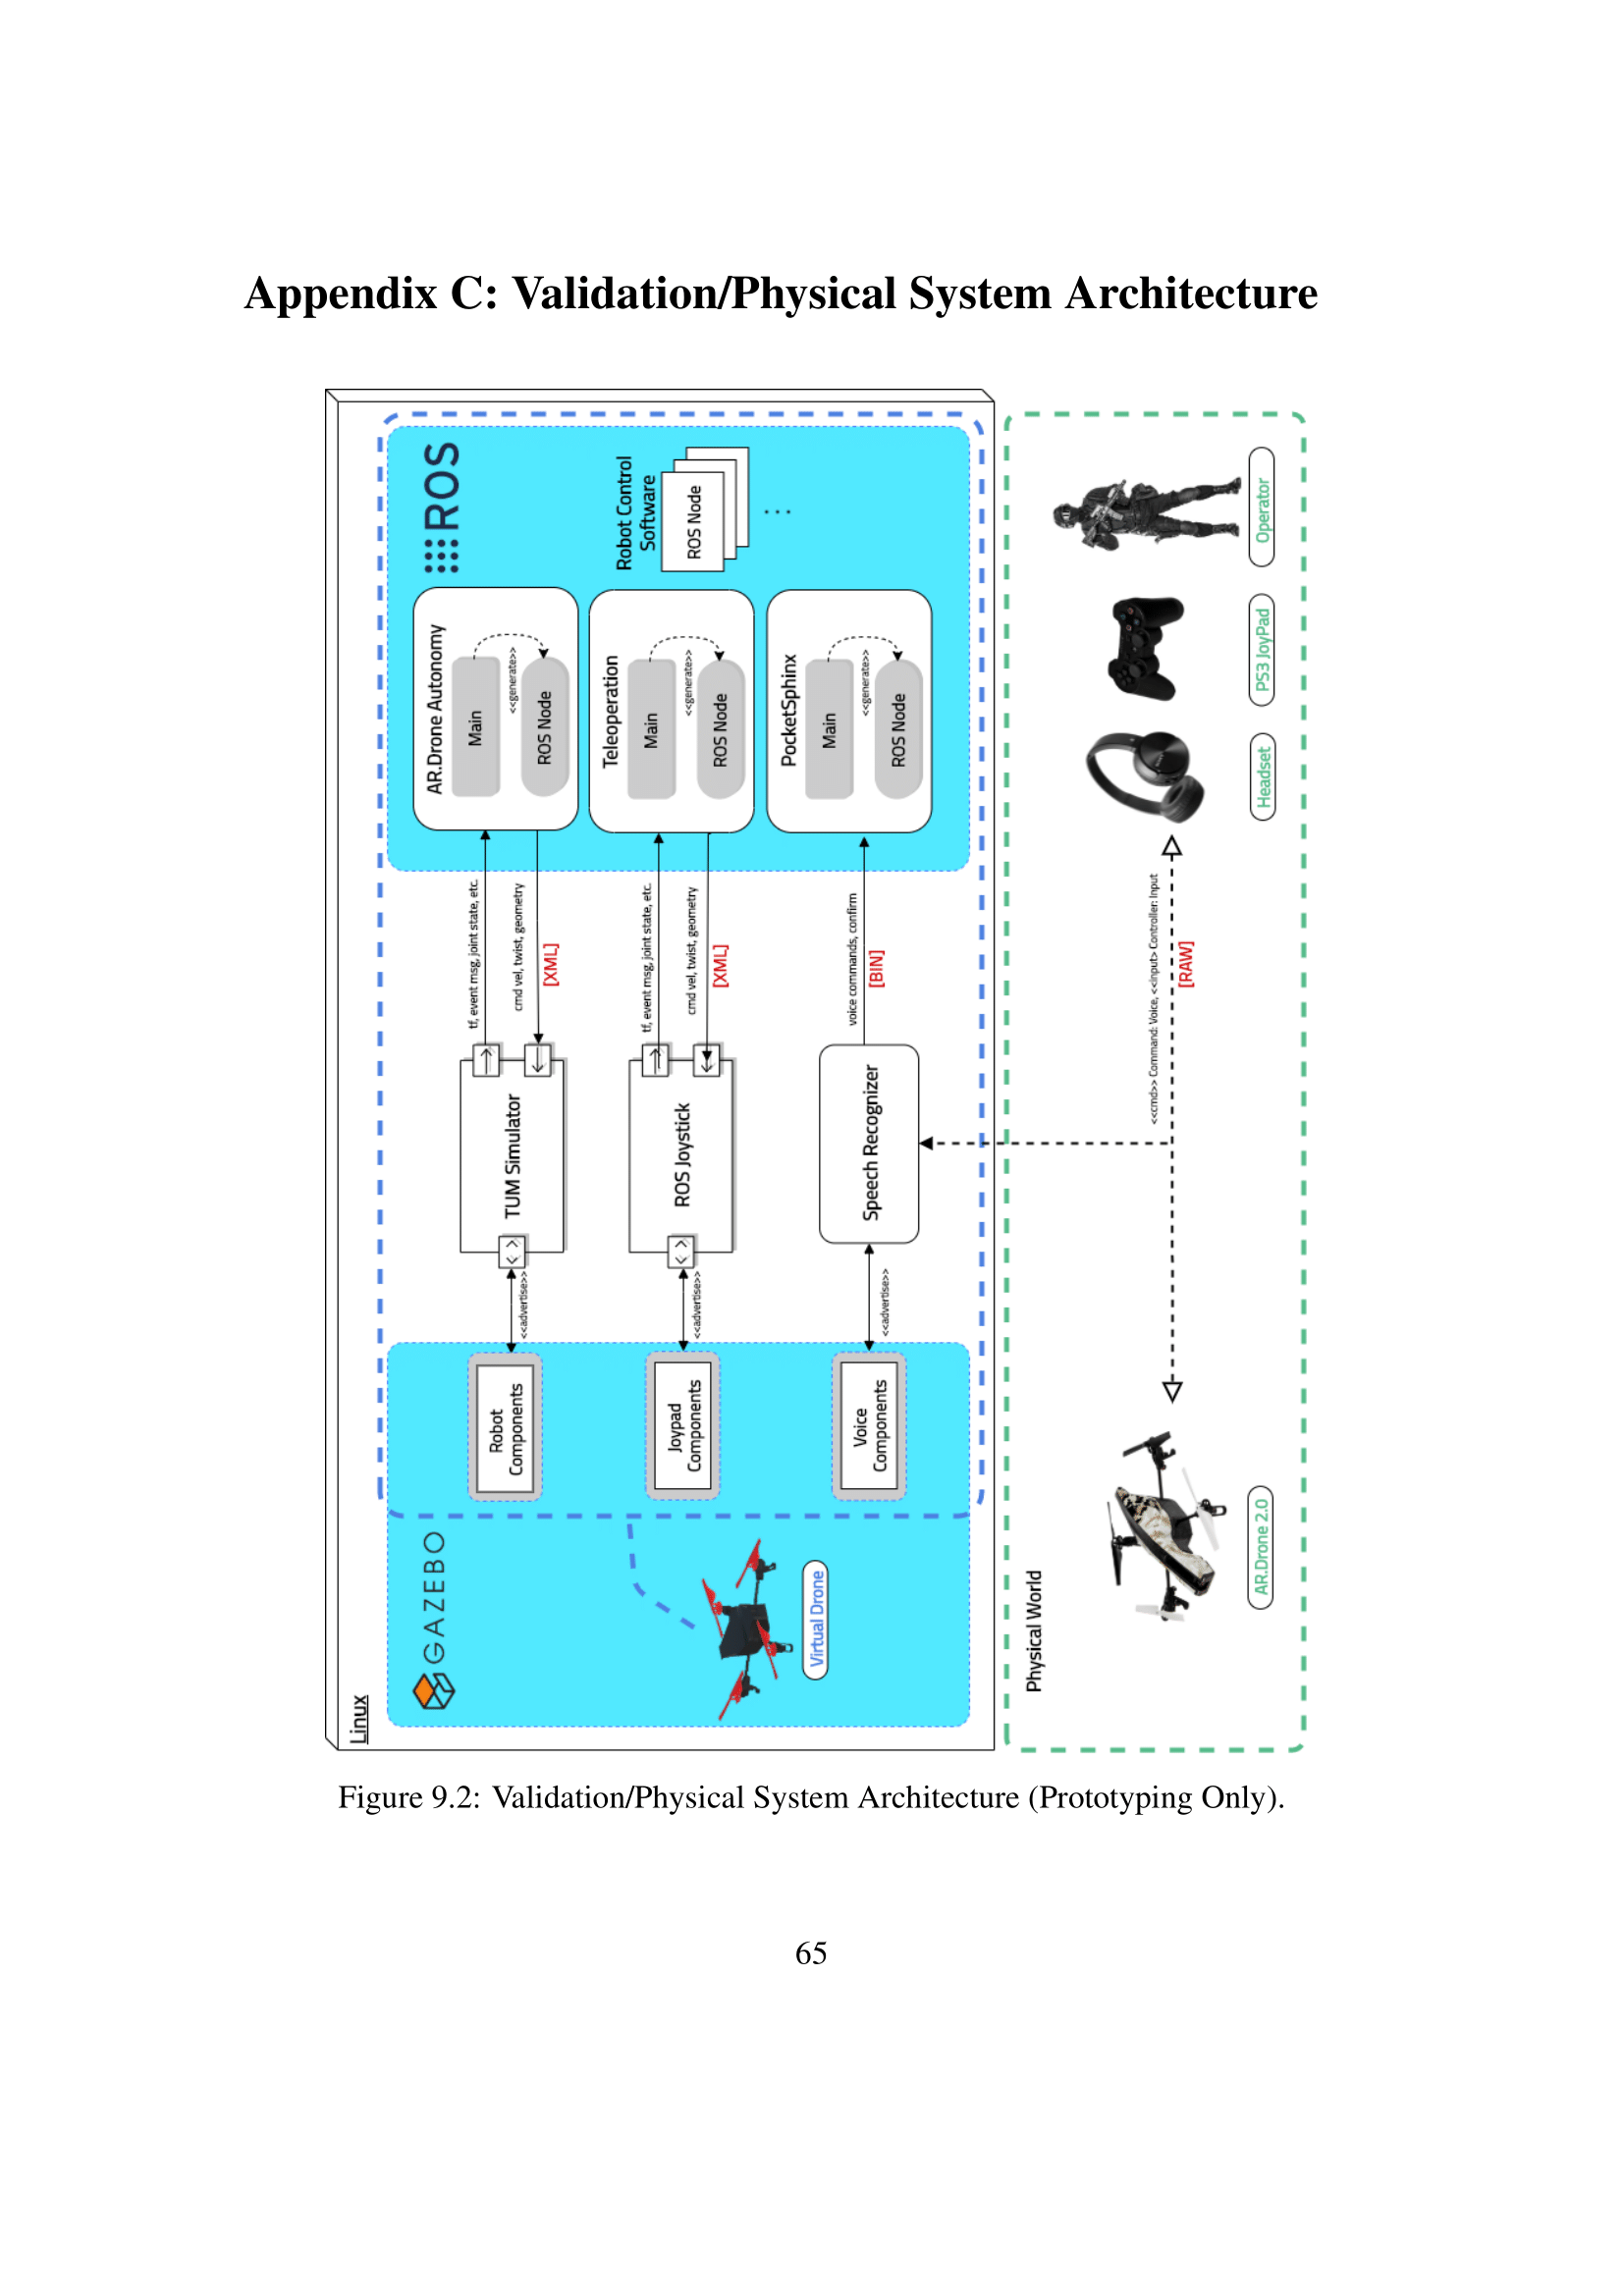 Appendix C: Validation/Physical System Architecture
Linux
GAZEBO
Virtual Drone
Robot
Components
Joypad
Components
Voice
Components
<<advertise>>
<<advertise>>
<<advertise>>
TUM Simulator
ROS Joystick
Speech Recognizer
tf, event msg, joint state, etc.
cmd vel, twist, geometry
[XML]
tf, event msg, joint state, etc.
cmd vel, twist, geometry
[XML]
voice commands, confirm
[BIN]
AR.Drone Autonomy
Main
<<generate>>
ROS Node
Teleoperation
Main
<<generate>>
ROS Node
PocketSphinx
Main
<<generate>>
ROS Node
ROS
Robot Control
Software
ROS Node
...
Physical World
AR.Drone 2.0
<<cmd>> Command: Voice, <<input>> Controller: Input
[RAW]
Headset
PS3 JoyPad
Operator
Figure 9.2: Validation/Physical System Architecture (Prototyping Only).
65